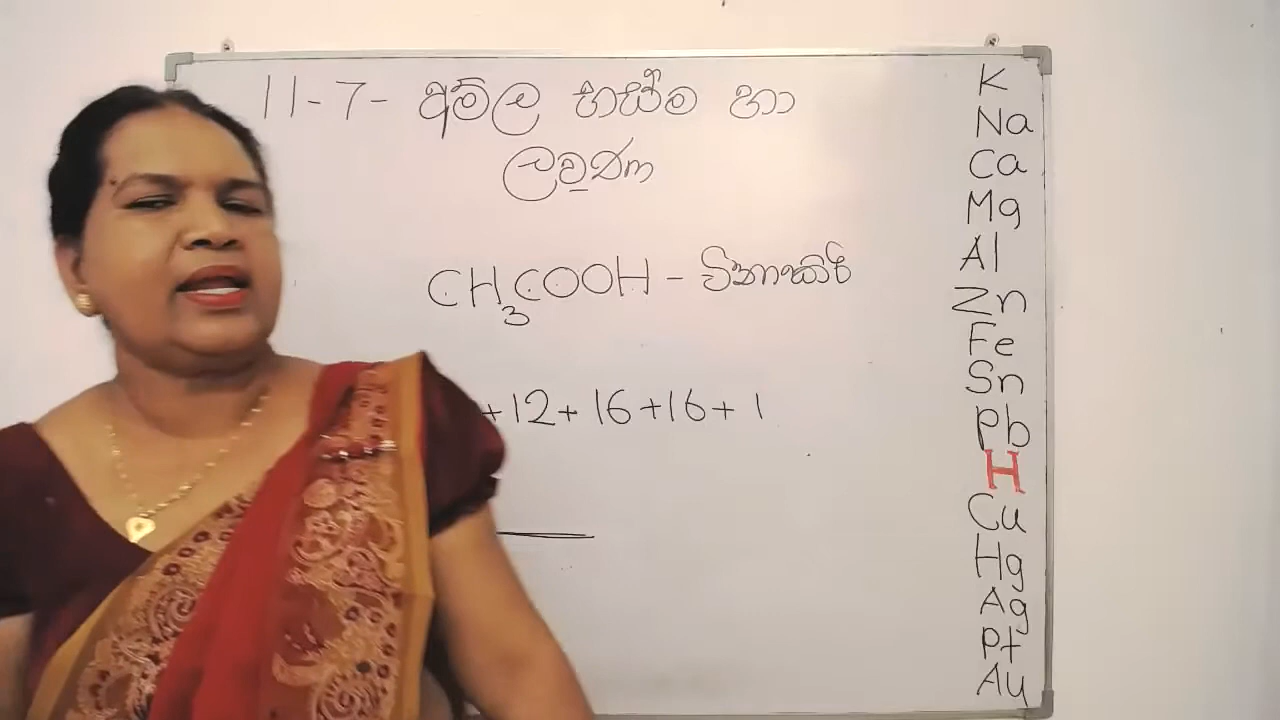 11-7- අම්ල භස්ම හා
ලවණ
CH₃COOH - විනාකිරි
+12+16+16+1
K
Na
Ca
Mg
Al
Zn
Fe
Sn
Pb
H
Cu
Hg
Ag
Pt
Au